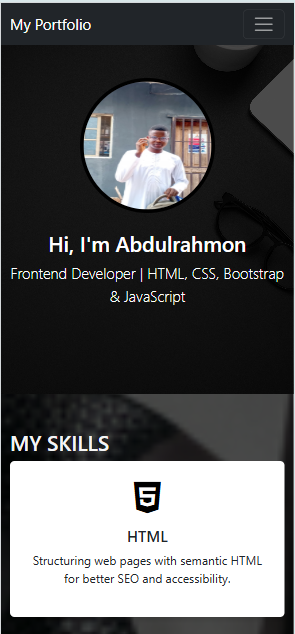 My Portfolio
Hi, I'm Abdulrahmon
Frontend Developer | HTML, CSS, Bootstrap
& JavaScript
MY SKILLS
HTML
Structuring web pages with semantic HTML
for better SEO and accessibility.